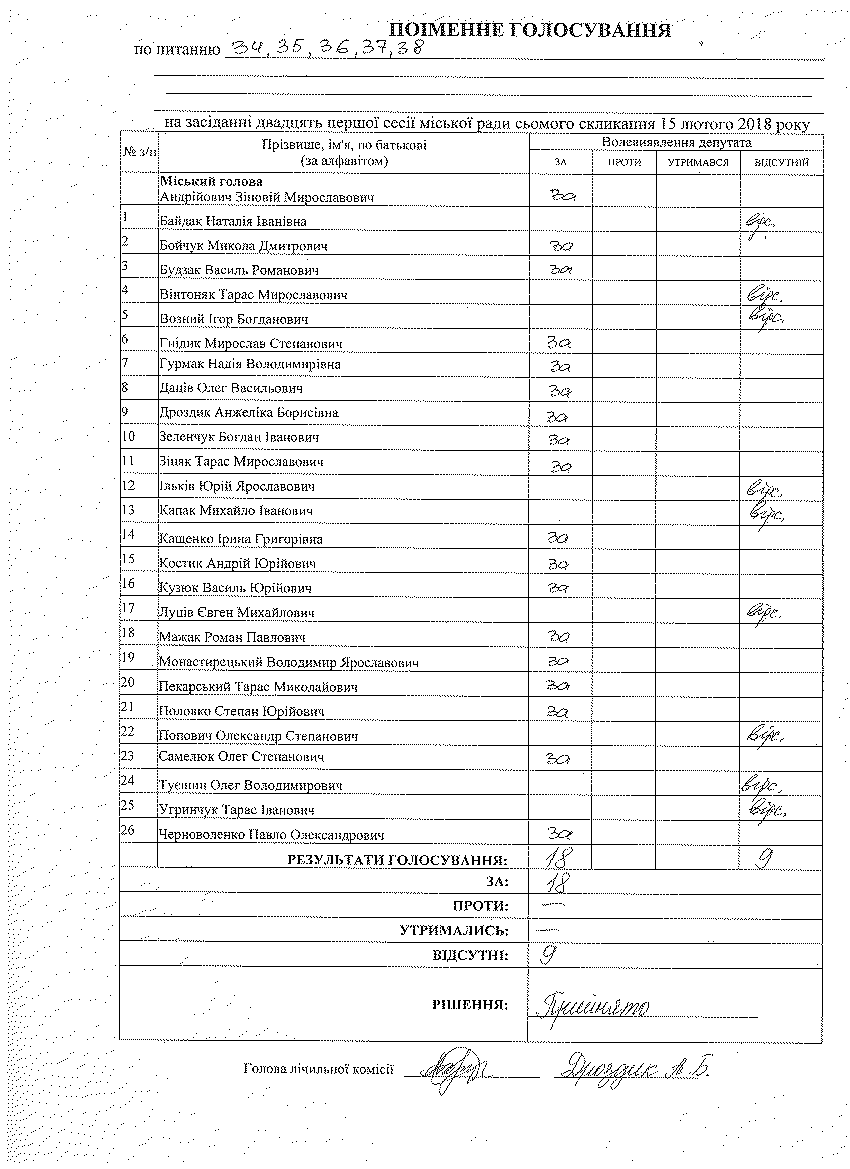 ПОІМЕННЕ ГОЛОСУВАННЯ
по питанню 34, 35, 36, 37, 38
на засіданні двадцять першої сесії міської ради сьомого скликання 15 лютого 2018 року
№ з/п Прізвище, ім'я, по батькові (за алфавітом) Волевиявлення депутата
ЗА ПРОТИ УТРИМАВСЯ ВІДСУТНІЙ
Міський голова
Андрійович Зіновій Мирославович за
1 Байдак Наталія Іванівна відс.
2 Бойчук Микола Дмитрович за
3 Будзак Василь Романович за
4 Вінтоняк Тарас Мирославович відс.
5 Возний Ігор Богданович відс.
6 Гнідик Мирослав Степанович за
7 Гурмак Надія Володимирівна за
8 Даців Олег Васильович за
9 Дроздик Анжеліка Борисівна за
10 Зеленчук Богдан Іванович за
11 Зіняк Тарас Мирославович за
12 Ільків Юрій Ярославович відс.
13 Капак Михайло Іванович відс.
14 Кащенко Ірина Григорівна за
15 Костик Андрій Юрійович за
16 Кузюк Василь Юрійович за
17 Луців Євген Михайлович відс.
18 Мажак Роман Павлович за
19 Монастирецький Володимир Ярославович за
20 Пекарський Тарас Миколайович за
21 Половко Степан Юрійович за
22 Попович Олександр Степанович відс.
23 Самелюк Олег Степанович за
24 Туєшин Олег Володимирович відс.
25 Угринчук Тарас Іванович відс.
26 Черноволенко Павло Олександрович за
РЕЗУЛЬТАТИ ГОЛОСУВАННЯ: 18 9
ЗА: 18
ПРОТИ: —
УТРИМАЛИСЬ: —
ВІДСУТНІ: 9
РІШЕННЯ: Прийнято
Голова лічильної комісії Дроздик А. Б.